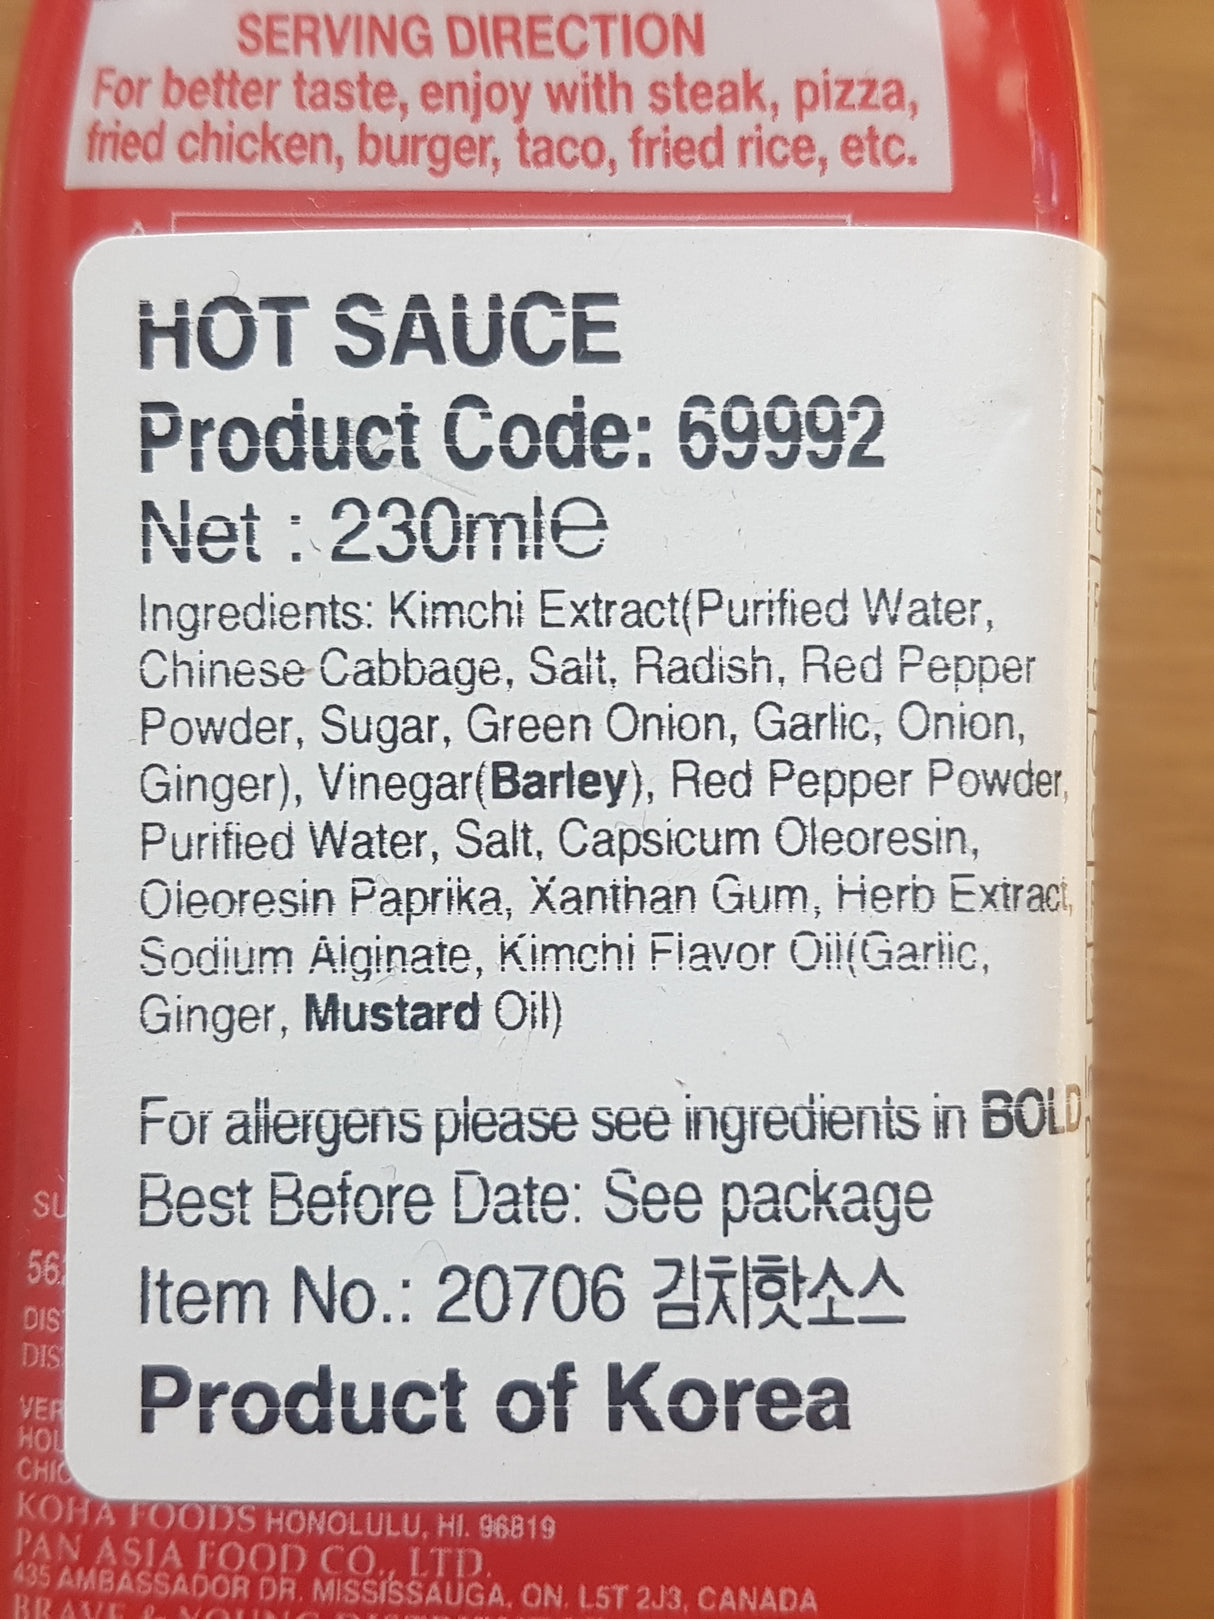 SERVING DIRECTION
For better taste, enjoy with steak, pizza,
fried chicken, burger, taco, fried rice, etc.
HOT SAUCE
Product Code: 69992
Net : 230ml℮
Ingredients: Kimchi Extract(Purified Water,
Chinese Cabbage, Salt, Radish, Red Pepper
Powder, Sugar, Green Onion, Garlic, Onion,
Ginger), Vinegar(Barley), Red Pepper Powder,
Purified Water, Salt, Capsicum Oleoresin,
Oleoresin Paprika, Xanthan Gum, Herb Extract,
Sodium Alginate, Kimchi Flavor Oil(Garlic,
Ginger, Mustard Oil)
For allergens please see ingredients in BOLD.
Best Before Date: See package
Item No.: 20706 김치핫소스
Product of Korea
KOHA FOODS HONOLULU, HI. 96819
PAN ASIA FOOD CO., LTD.
435 AMBASSADOR DR. MISSISSAUGA, ON. L5T 2J3, CANADA